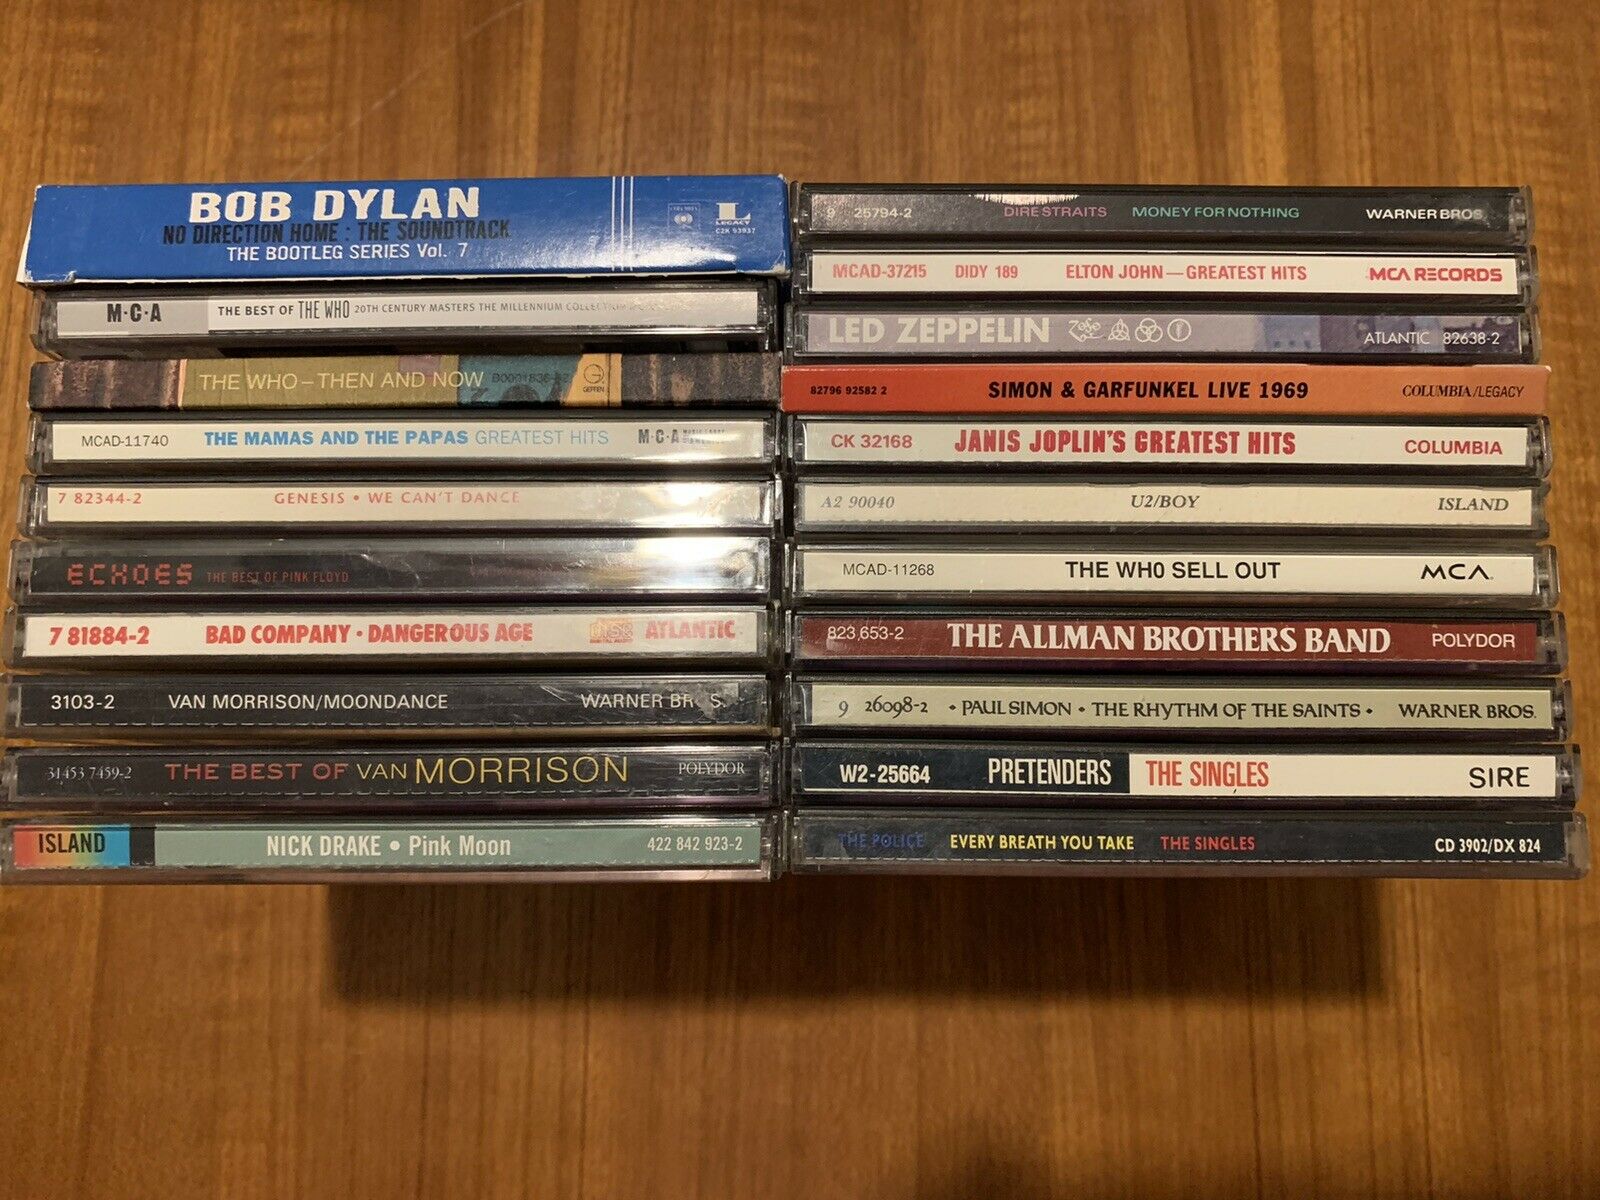 BOB DYLAN
NO DIRECTION HOME : THE SOUNDTRACK
THE BOOTLEG SERIES Vol. 7
L
LEGACY
C2K 93937
M·C·A THE BEST OF THE WHO 20TH CENTURY MASTERS THE MILLENNIUM COLLECTION
THE WHO – THEN AND NOW GEFFEN
MCAD-11740 THE MAMAS AND THE PAPAS GREATEST HITS M·C·A
7 82344-2 GENESIS • WE CAN'T DANCE
ECHOES THE BEST OF PINK FLOYD
7 81884-2 BAD COMPANY • DANGEROUS AGE disc DIGITAL AUDIO ATLANTIC
3103-2 VAN MORRISON/MOONDANCE WARNER BROS.
31453 7459-2 THE BEST OF VAN MORRISON POLYDOR
ISLAND NICK DRAKE • Pink Moon 422 842 923-2
9 25794-2 DIRE STRAITS MONEY FOR NOTHING WARNER BROS.
MCAD-37215 DIDY 189 ELTON JOHN—GREATEST HITS MCA RECORDS
LED ZEPPELIN ATLANTIC 82638-2
82796 92582 2 SIMON & GARFUNKEL LIVE 1969 COLUMBIA/LEGACY
CK 32168 JANIS JOPLIN'S GREATEST HITS COLUMBIA
A2 90040 U2/BOY ISLAND
MCAD-11268 THE WHO SELL OUT MCA.
823 653-2 THE ALLMAN BROTHERS BAND POLYDOR
9 26098-2 • PAUL SIMON • THE RHYTHM OF THE SAINTS • WARNER BROS.
W2-25664 PRETENDERS THE SINGLES SIRE
THE POLICE EVERY BREATH YOU TAKE THE SINGLES CD 3902/DX 824